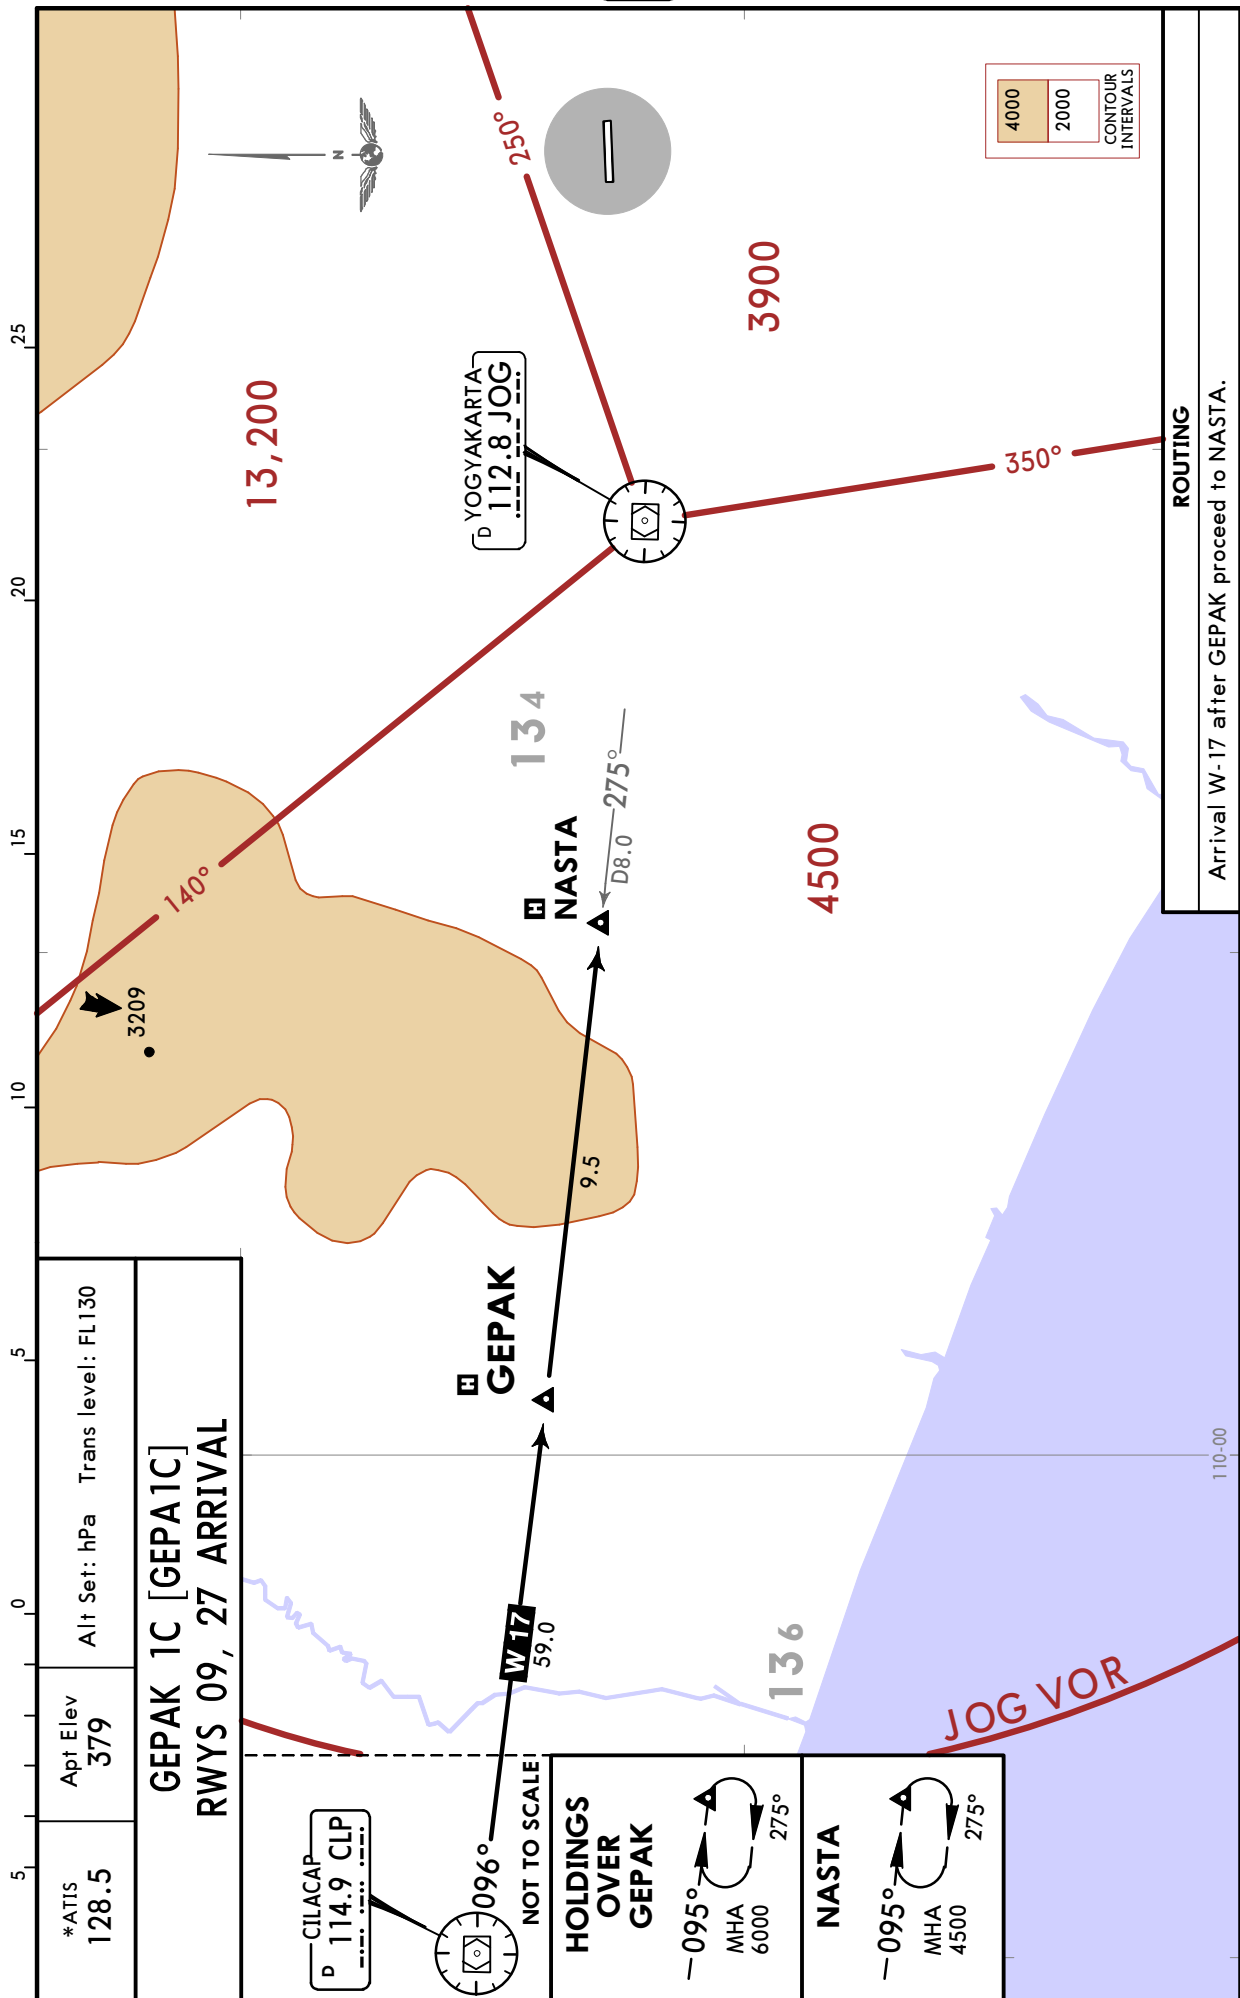 *ATIS
128.5
Apt Elev
379
Alt Set: hPa Trans level: FL130
GEPAK 1C [GEPA1C]
RWYS 09, 27 ARRIVAL
5
0
5
10
15
20
25
CILACAP
D 114.9 CLP
096°
NOT TO SCALE
W 17
59.0
H
GEPAK
9.5
H
NASTA
D8.0
275°
3209
140°
13,200
134
D YOGYAKARTA
112.8 JOG
250°
N
350°
3900
4500
136
JOG VOR
110-00
HOLDINGS
OVER
GEPAK
095°
MHA
6000
275°
NASTA
095°
MHA
4500
275°
4000
2000
CONTOUR
INTERVALS
ROUTING
Arrival W-17 after GEPAK proceed to NASTA.